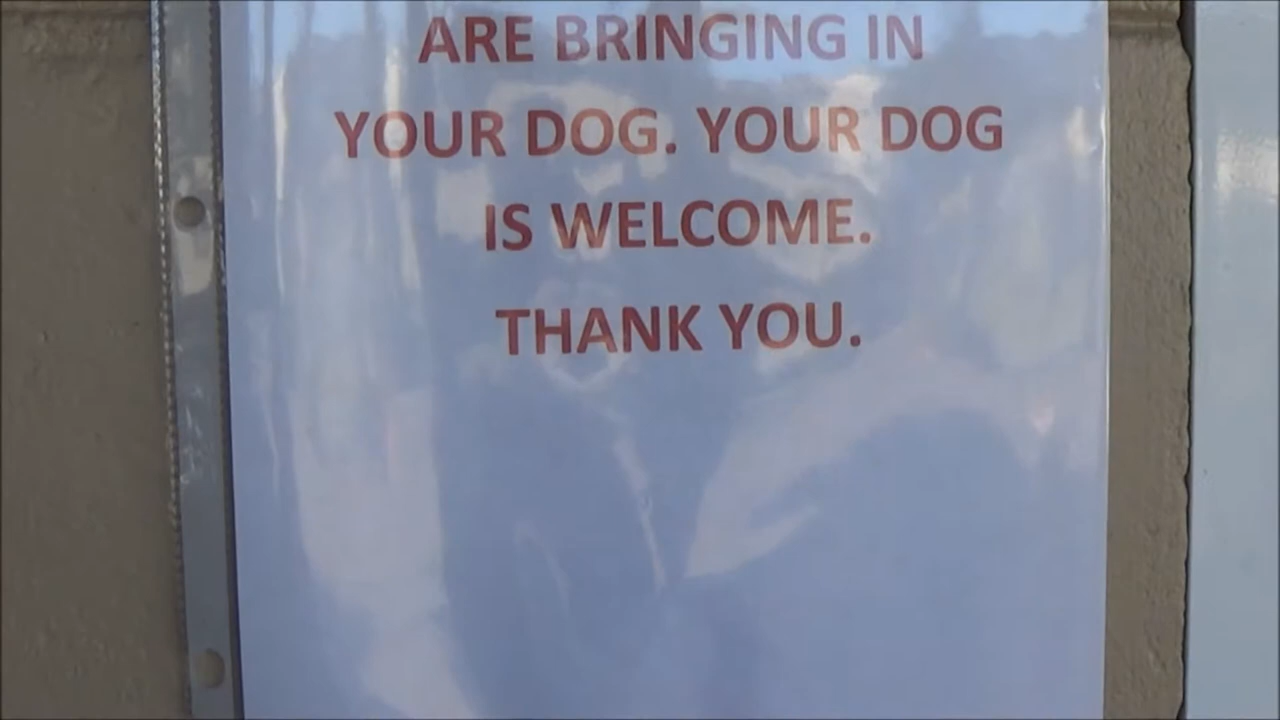 ARE BRINGING IN
YOUR DOG. YOUR DOG
IS WELCOME.
THANK YOU.